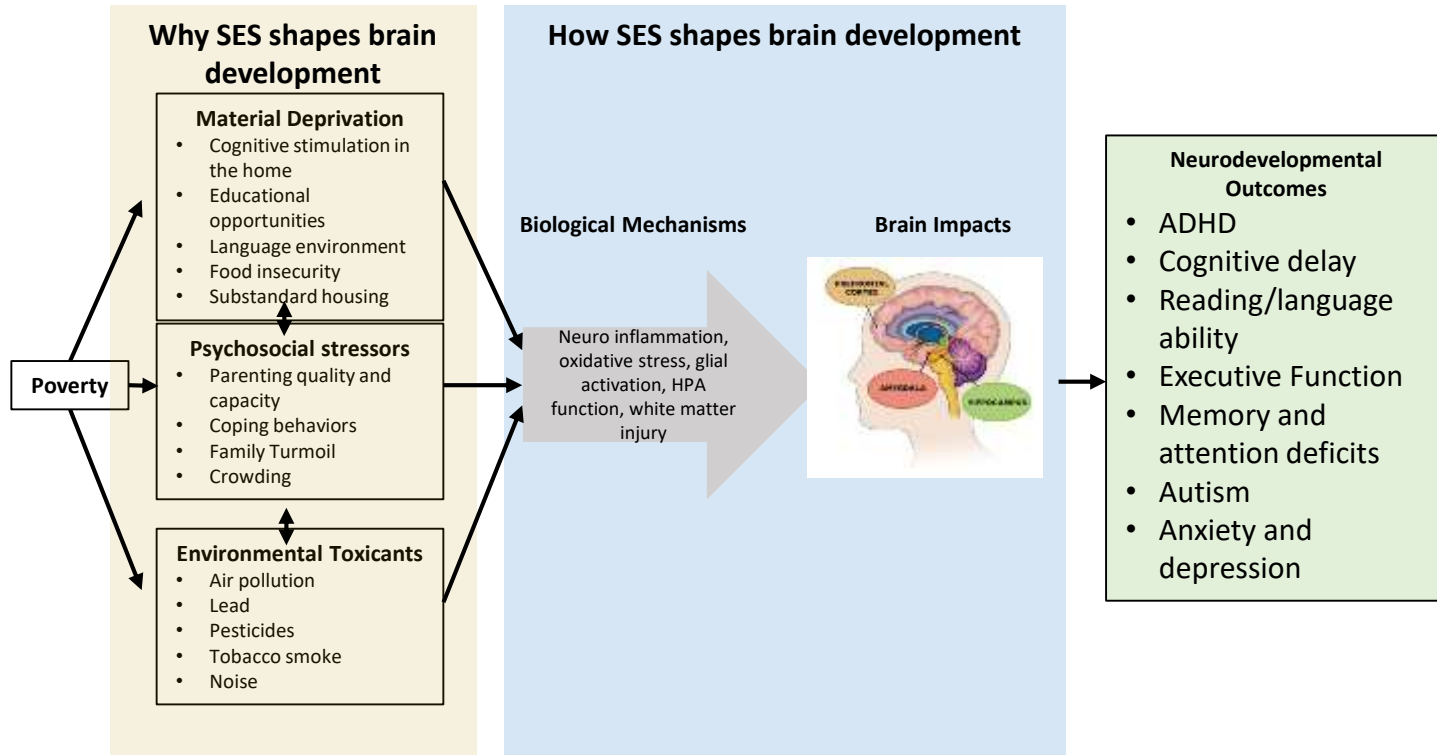 Why SES shapes brain
development
How SES shapes brain development
Poverty
Material Deprivation
• Cognitive stimulation in
the home
• Educational
opportunities
• Language environment
• Food insecurity
• Substandard housing
Psychosocial stressors
• Parenting quality and
capacity
• Coping behaviors
• Family Turmoil
• Crowding
Environmental Toxicants
• Air pollution
• Lead
• Pesticides
• Tobacco smoke
• Noise
Biological Mechanisms
Neuro inflammation,
oxidative stress, glial
activation, HPA
function, white matter
injury
Brain Impacts
PREFRONTAL
CORTEX
AMYGDALA
HIPPOCAMPUS
Neurodevelopmental
Outcomes
• ADHD
• Cognitive delay
• Reading/language
ability
• Executive Function
• Memory and
attention deficits
• Autism
• Anxiety and
depression